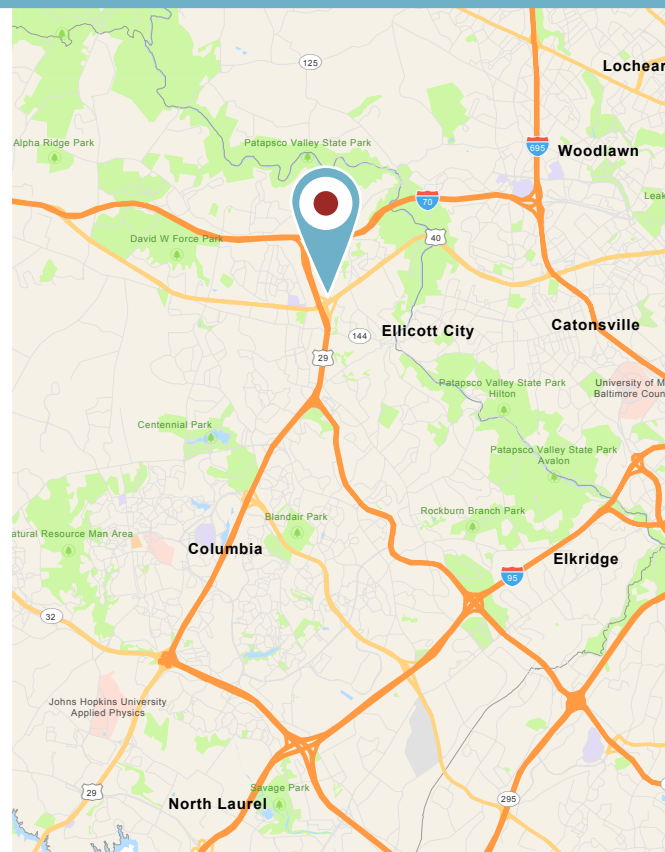 125
Lochear
Alpha Ridge Park
Patapsco Valley State Park
695
Woodlawn
Leak
70
David W Force Park
40
Ellicott City
Catonsville
144
29
Patapsco Valley State Park
Hilton
University of M
Baltimore Coun
Centennial Park
Patapsco Valley State Park
Avalon
Blandair Park
Rockburn Branch Park
atural Resource Man Area
Columbia
Elkridge
95
32
Johns Hopkins University
Applied Physics
Savage Park
29
295
North Laurel